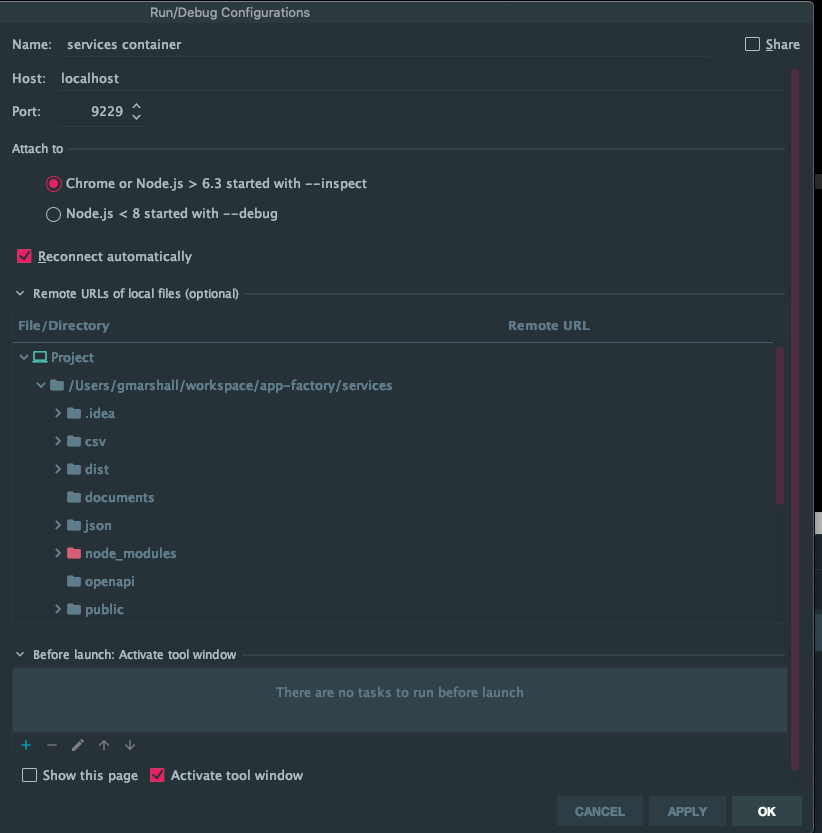 Run/Debug Configurations
Name: services container Share
Host: localhost
Port: 9229
Attach to
Chrome or Node.js > 6.3 started with --inspect
Node.js < 8 started with --debug
Reconnect automatically
Remote URLs of local files (optional)
File/Directory Remote URL
Project
/Users/gmarshall/workspace/app-factory/services
.idea
csv
dist
documents
json
node_modules
openapi
public
Before launch: Activate tool window
There are no tasks to run before launch
Show this page Activate tool window
CANCEL APPLY OK